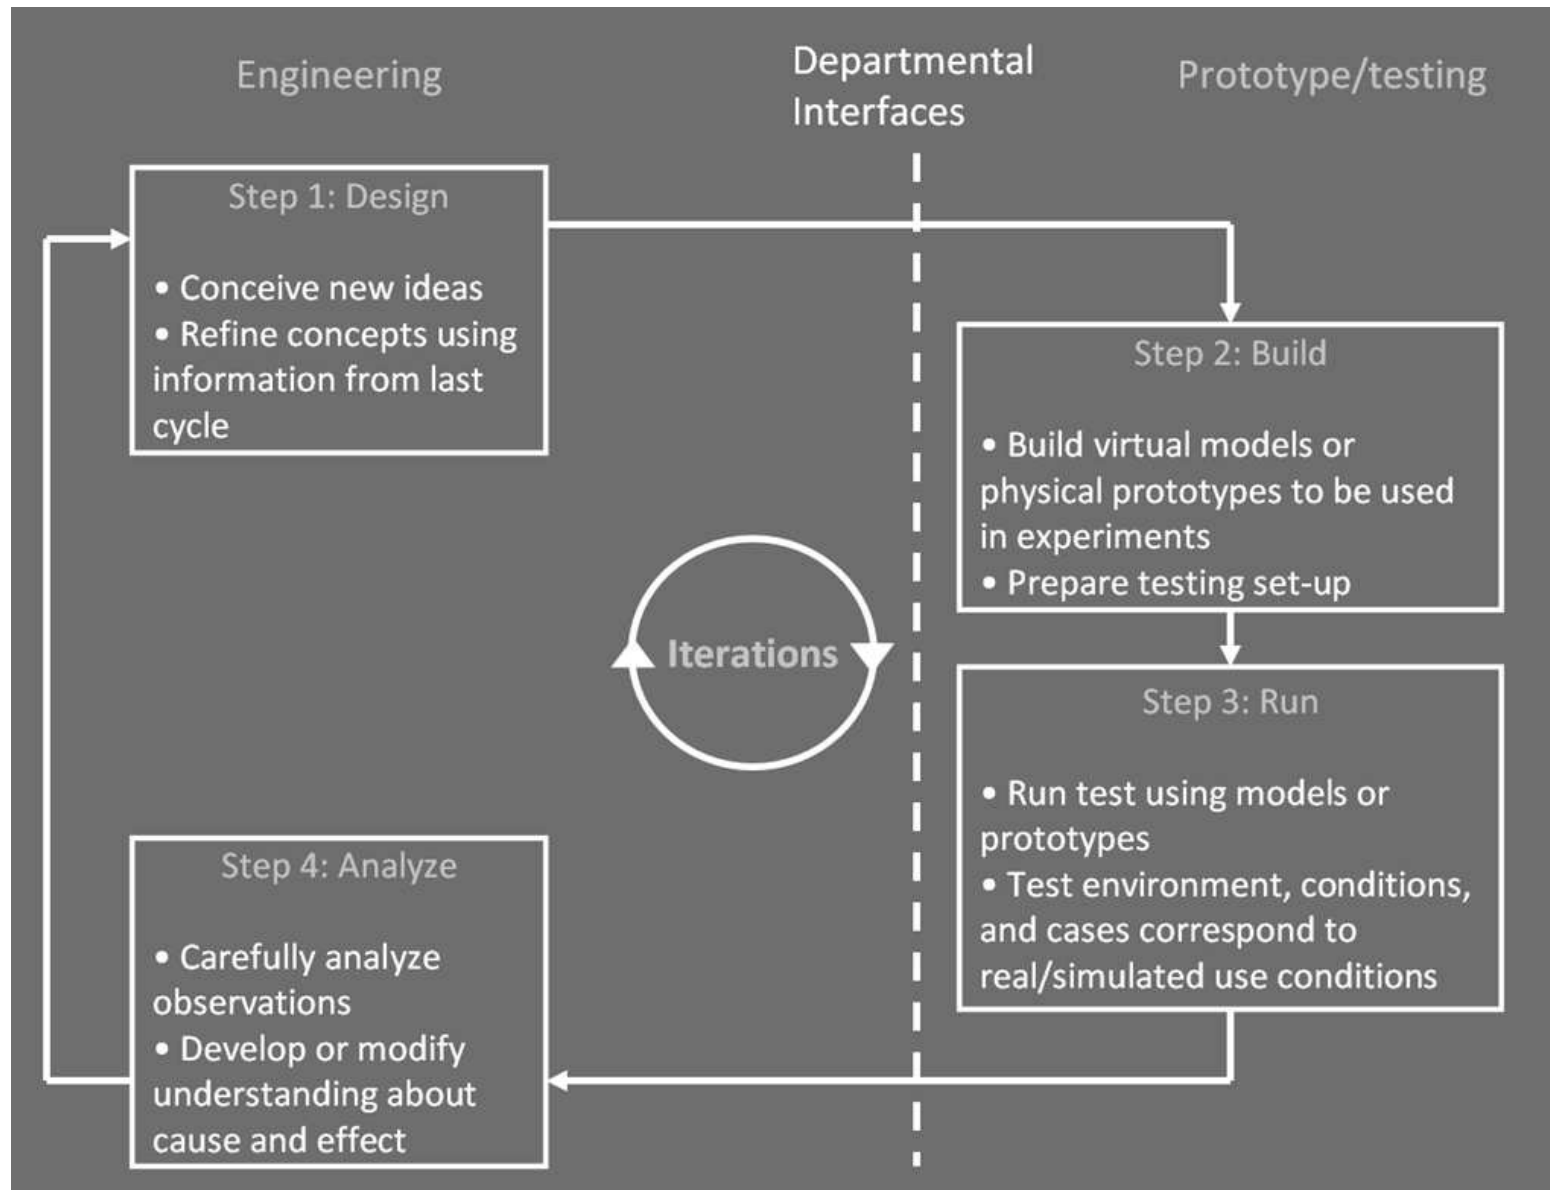 Engineering
Departmental
Interfaces
Prototype/testing
Step 1: Design
• Conceive new ideas
• Refine concepts using
information from last
cycle
Step 2: Build
• Build virtual models or
physical prototypes to be used
in experiments
• Prepare testing set-up
Iterations
Step 3: Run
• Run test using models or
prototypes
• Test environment, conditions,
and cases correspond to
real/simulated use conditions
Step 4: Analyze
• Carefully analyze
observations
• Develop or modify
understanding about
cause and effect